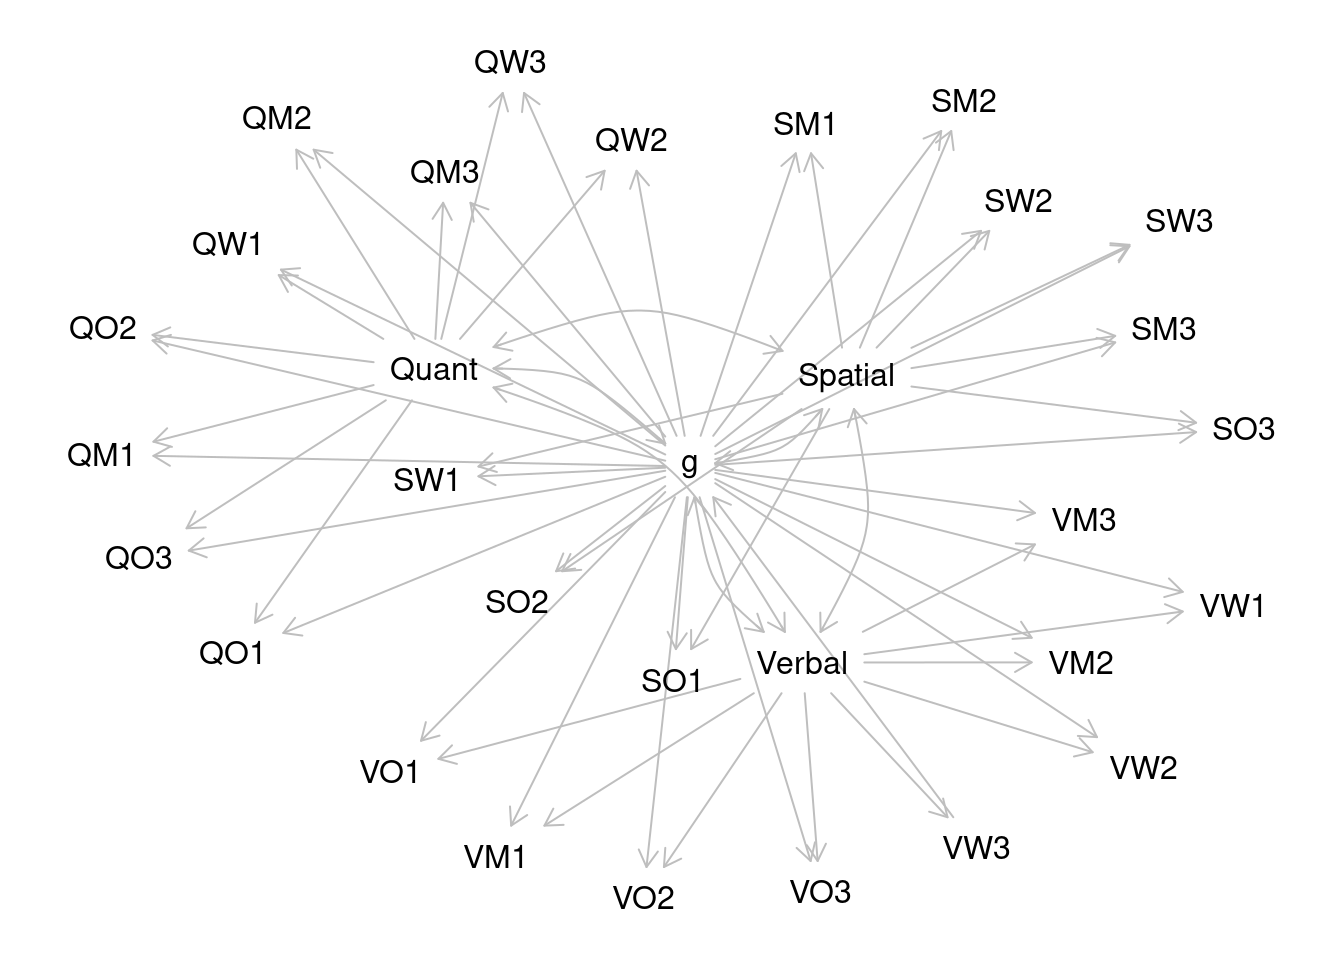 QW3
SM2
QM2
SM1
QW2
QM3
SW2
SW3
QW1
QO2
SM3
Quant
Spatial
SO3
QM1
g
SW1
VM3
QO3
SO2
VW1
QO1
Verbal
VM2
SO1
VO1
VW2
VW3
VM1
VO3
VO2